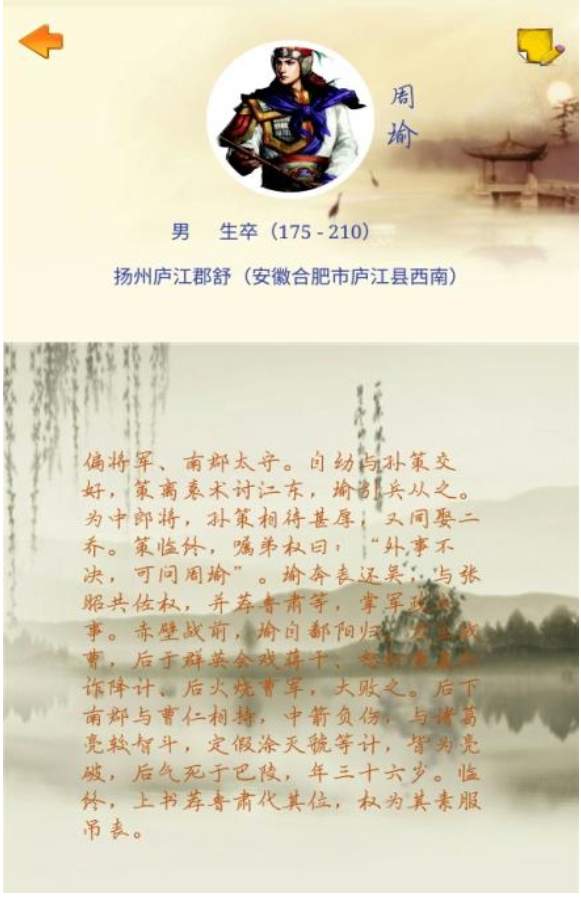 周瑜
男 生卒（175 - 210）
扬州庐江郡舒（安徽合肥市庐江县西南）
偏将军、南郡太守。自幼与孙策交
好，策离袁术讨江东，瑜引兵从之。
为中郎将，孙策相待甚厚，又同娶二
乔。策临终，嘱弟权曰：“外事不
决，可问周瑜”。瑜奔丧还吴，与张
昭共佐权，并荐鲁肃等，掌军政大
事。赤壁战前，瑜自鄱阳归，力主战
曹，后于群英会戏蒋干、怒打黄盖行
诈降计、后火烧曹军，大败之。后下
南郡与曹仁相持，中箭负伤，与诸葛
亮较智斗，定假涂灭虢等计，皆为亮
破，后气死于巴陵，年三十六岁。临
终，上书荐鲁肃代其位，权为其素服
吊丧。